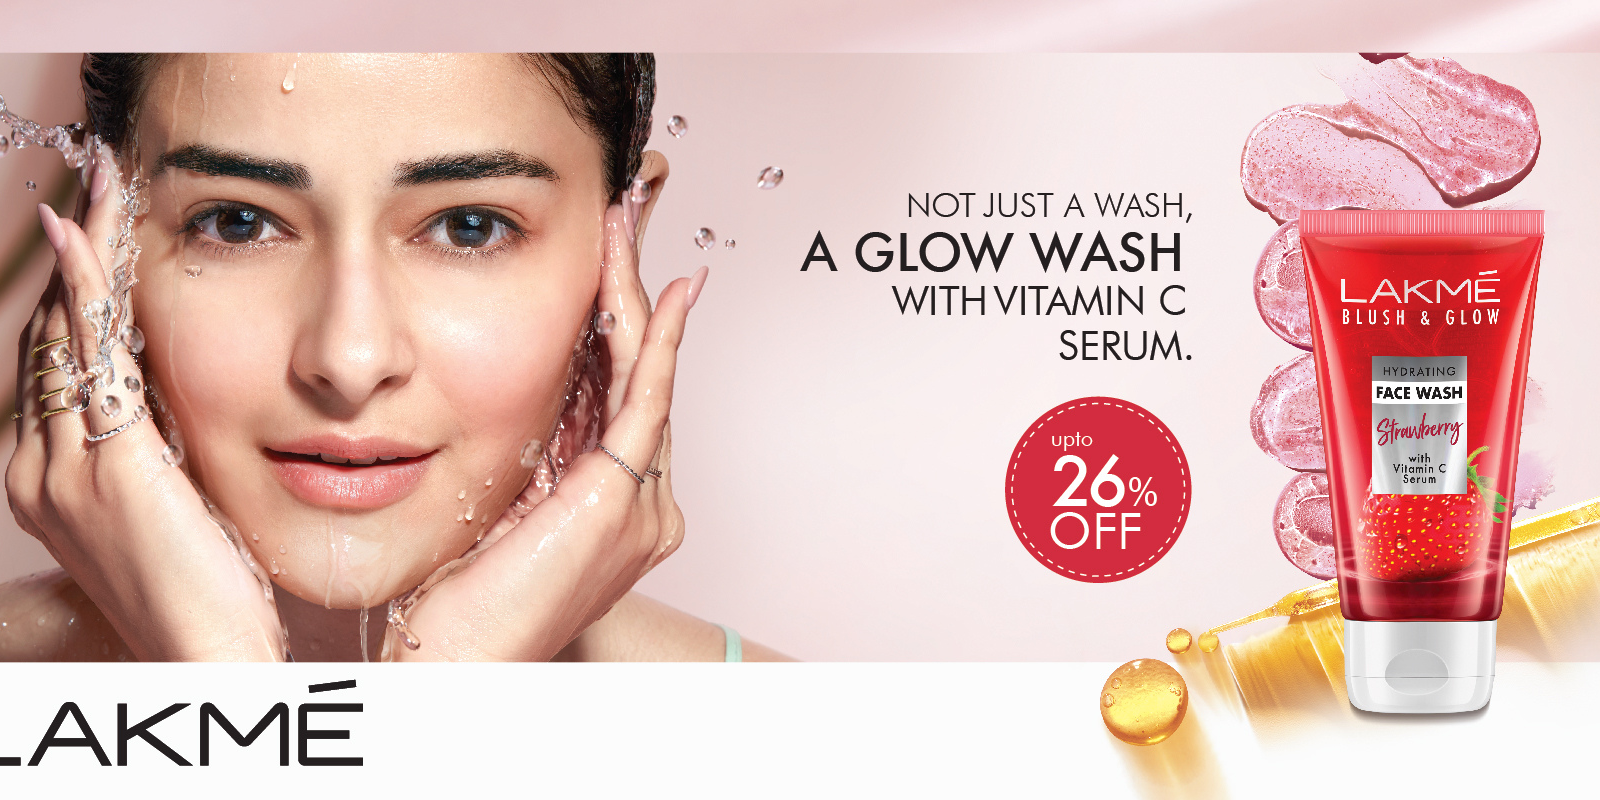 NOT JUST A WASH,
A GLOW WASH
WITH VITAMIN C
SERUM.
upto
26%
OFF
LAKMÉ
BLUSH & GLOW
HYDRATING
FACE WASH
Strawberry
with
Vitamin C
Serum
LAKMÉ